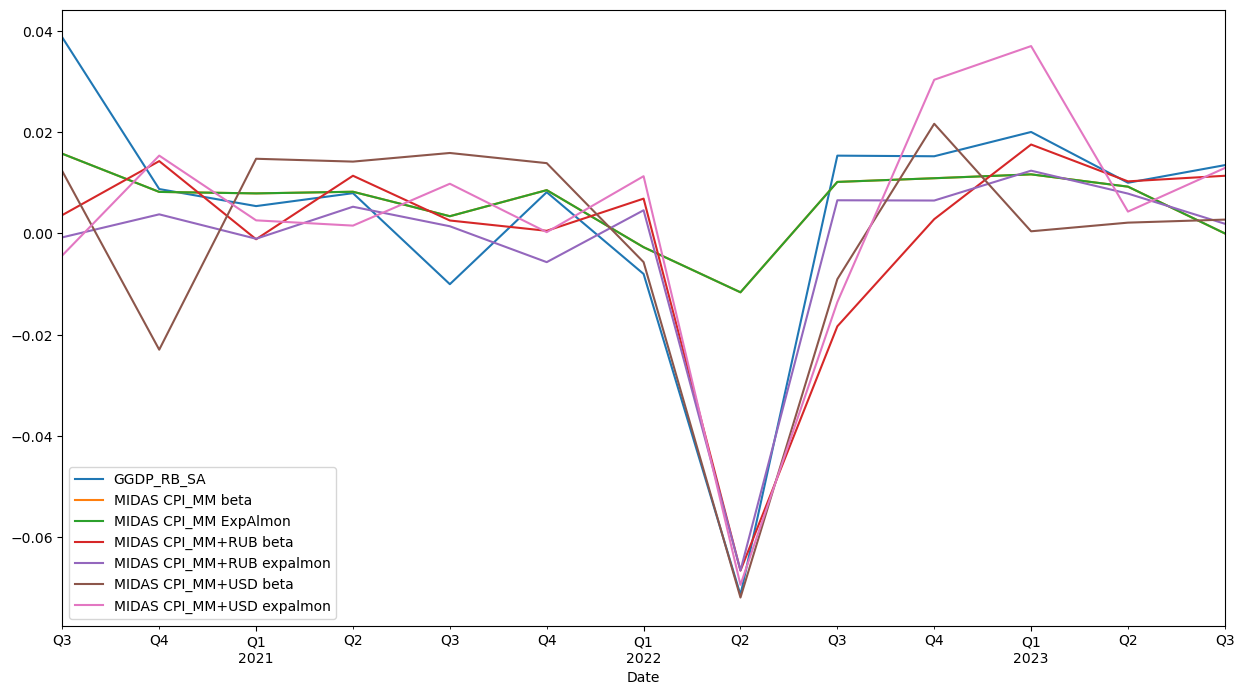 0.04
0.02
0.00
−0.02
−0.04
−0.06
GGDP_RB_SA
MIDAS CPI_MM beta
MIDAS CPI_MM ExpAlmon
MIDAS CPI_MM+RUB beta
MIDAS CPI_MM+RUB expalmon
MIDAS CPI_MM+USD beta
MIDAS CPI_MM+USD expalmon
Q3 Q4 Q1 Q2 Q3 Q4 Q1 Q2 Q3 Q4 Q1 Q2 Q3
2021 2022 2023
Date